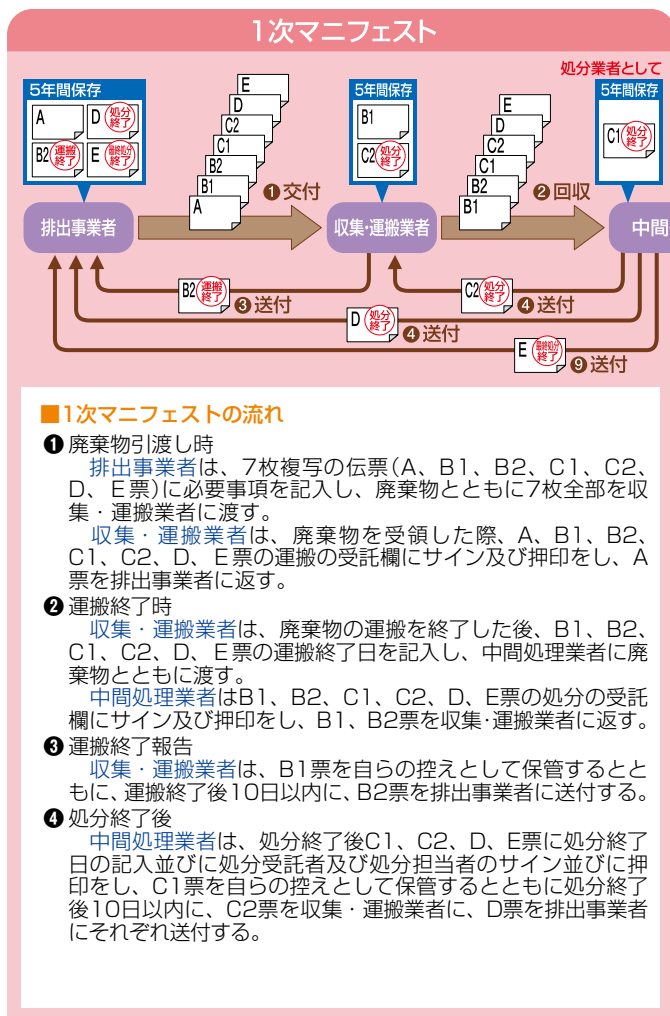 1次マニフェスト
処分業者として
5年間保存
A
D 処分終了
B2 運搬終了
E 最終処分終了
E
D
C2
C1
B2
B1
A
❶交付
5年間保存
B1
C2 処分終了
E
D
C2
C1
B2
B1
❷回収
5年間保存
C1 処分終了
排出事業者
収集・運搬業者
中間
B2 運搬終了
❸送付
C2 処分終了
❹送付
D 処分終了
❹送付
E 最終処分終了
❾送付
■1次マニフェストの流れ
❶廃棄物引渡し時
排出事業者は、7枚複写の伝票(A、B1、B2、C1、C2、
D、E票)に必要事項を記入し、廃棄物とともに7枚全部を収
集・運搬業者に渡す。
収集・運搬業者は、廃棄物を受領した際、A、B1、B2、
C1、C2、D、E票の運搬の受託欄にサイン及び押印をし、A
票を排出事業者に返す。
❷運搬終了時
収集・運搬業者は、廃棄物の運搬を終了した後、B1、B2、
C1、C2、D、E票の運搬終了日を記入し、中間処理業者に廃
棄物とともに渡す。
中間処理業者はB1、B2、C1、C2、D、E票の処分の受託
欄にサイン及び押印をし、B1、B2票を収集・運搬業者に返す。
❸運搬終了報告
収集・運搬業者は、B1票を自らの控えとして保管するとと
もに、運搬終了後10日以内に、B2票を排出事業者に送付する。
❹処分終了後
中間処理業者は、処分終了後C1、C2、D、E票に処分終了
日の記入並びに処分受託者及び処分担当者のサイン並びに押
印をし、C1票を自らの控えとして保管するとともに処分終了
後10日以内に、C2票を収集・運搬業者に、D票を排出事業者
にそれぞれ送付する。